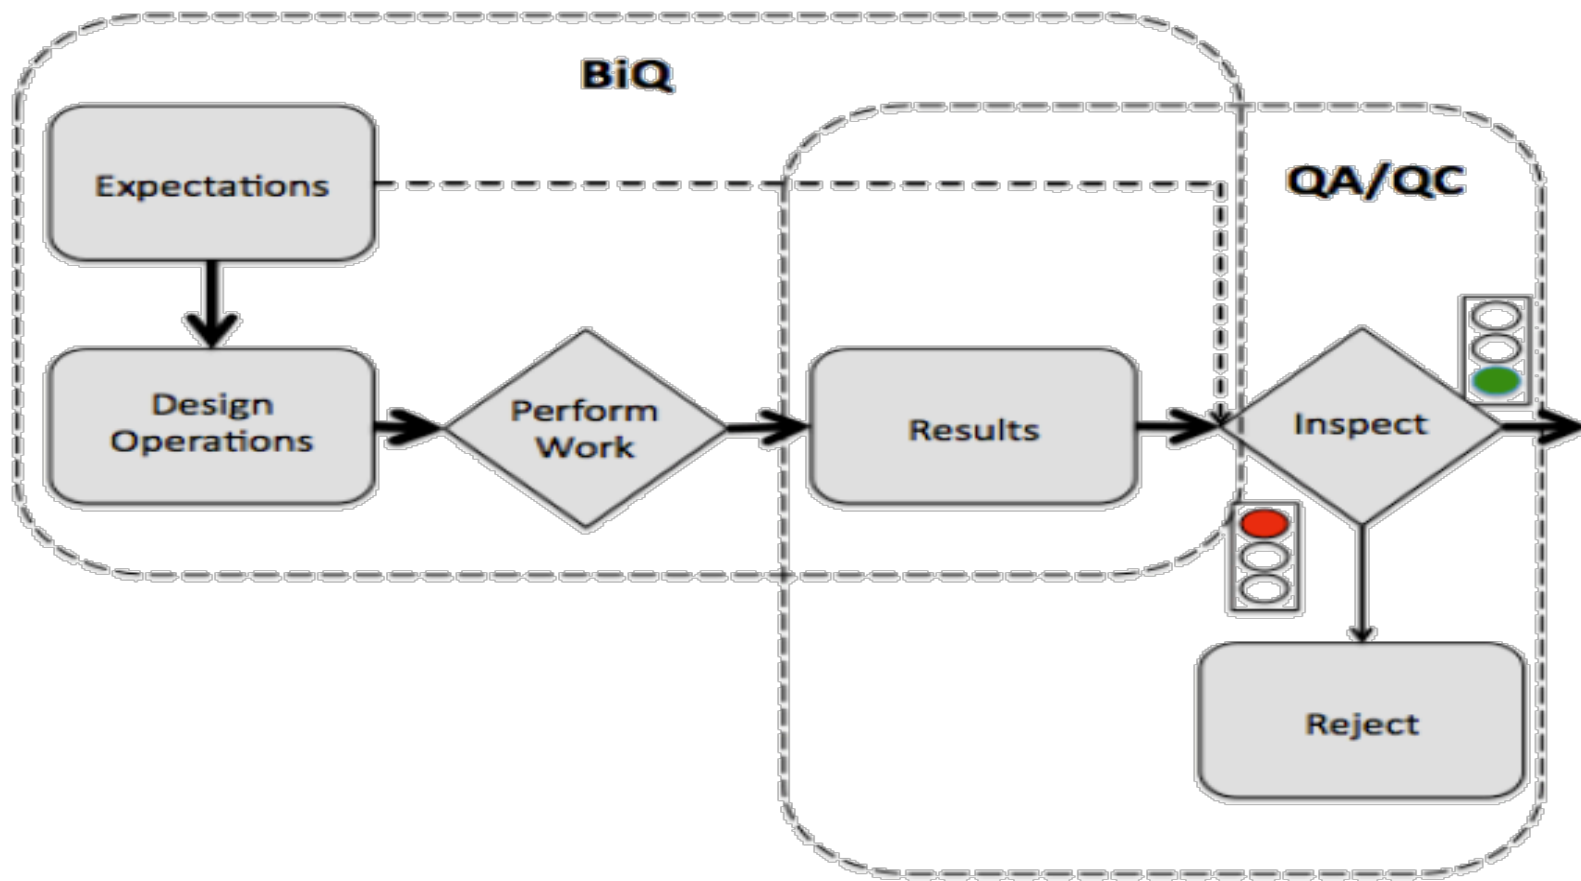 BiQ
Expectations
QA/QC
Design
Operations
Perform
Work
Results
Inspect
Reject